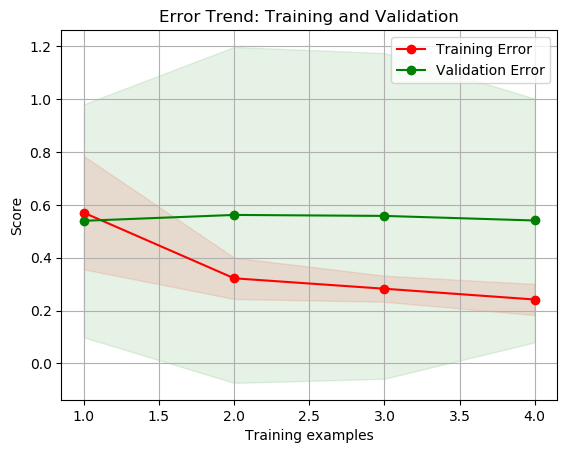 Error Trend: Training and Validation
Training Error
Validation Error
Score
1.2
1.0
0.8
0.6
0.4
0.2
0.0
1.0 1.5 2.0 2.5 3.0 3.5 4.0
Training examples